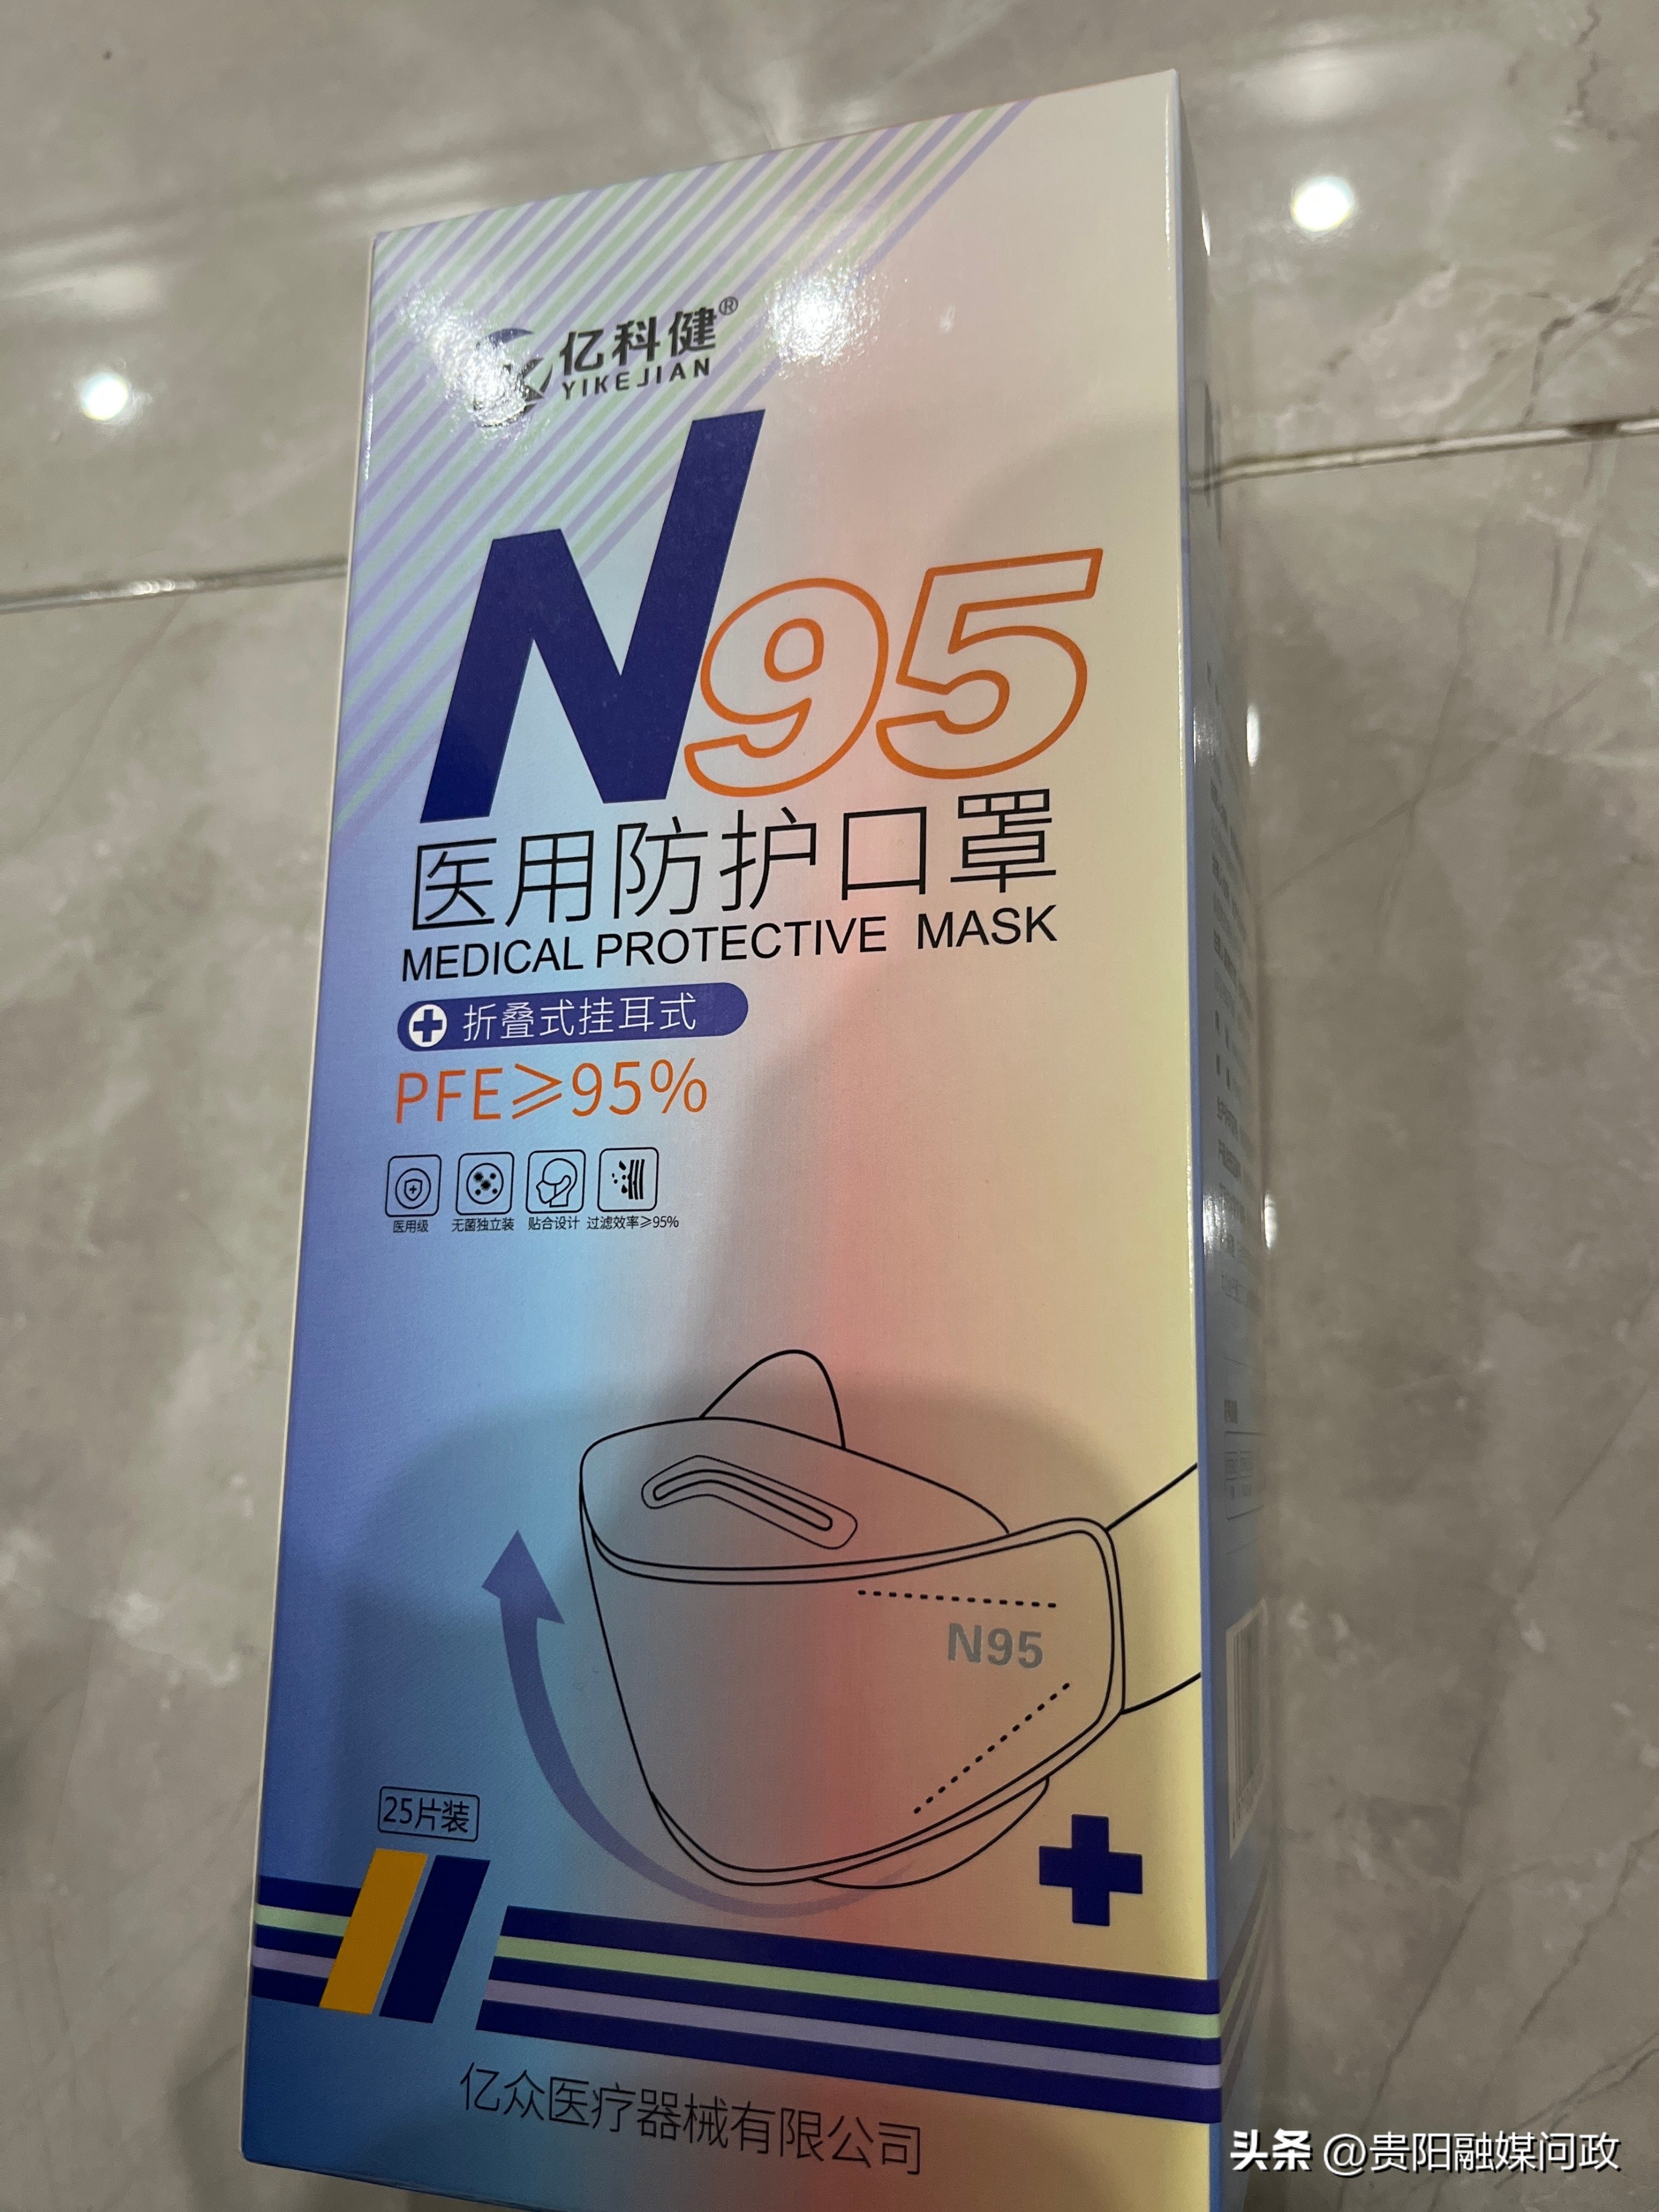 亿科健®
YIKEJIAN
N95
医用防护口罩
MEDICAL PROTECTIVE MASK
折叠式挂耳式
PFE≥95%
医用级 无菌独立装 贴合设计 过滤效率≥95%
N95
25片装
亿众医疗器械有限公司
头条 @贵阳融媒问政